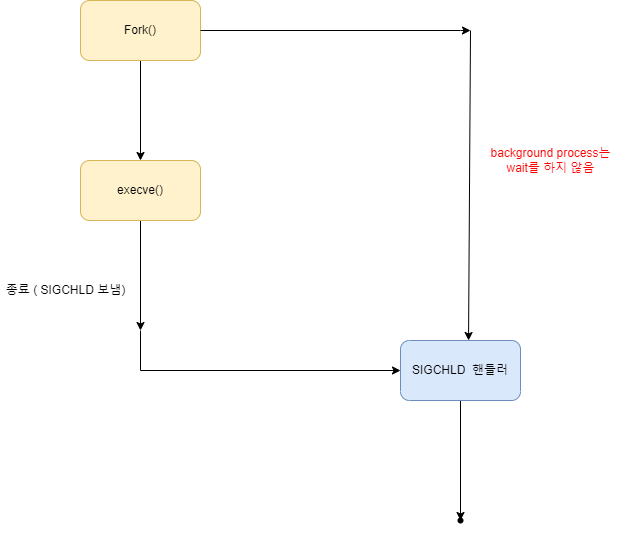 Fork()
background process는
wait를 하지 않음
execve()
종료 ( SIGCHLD 보냄)
SIGCHLD 핸들러